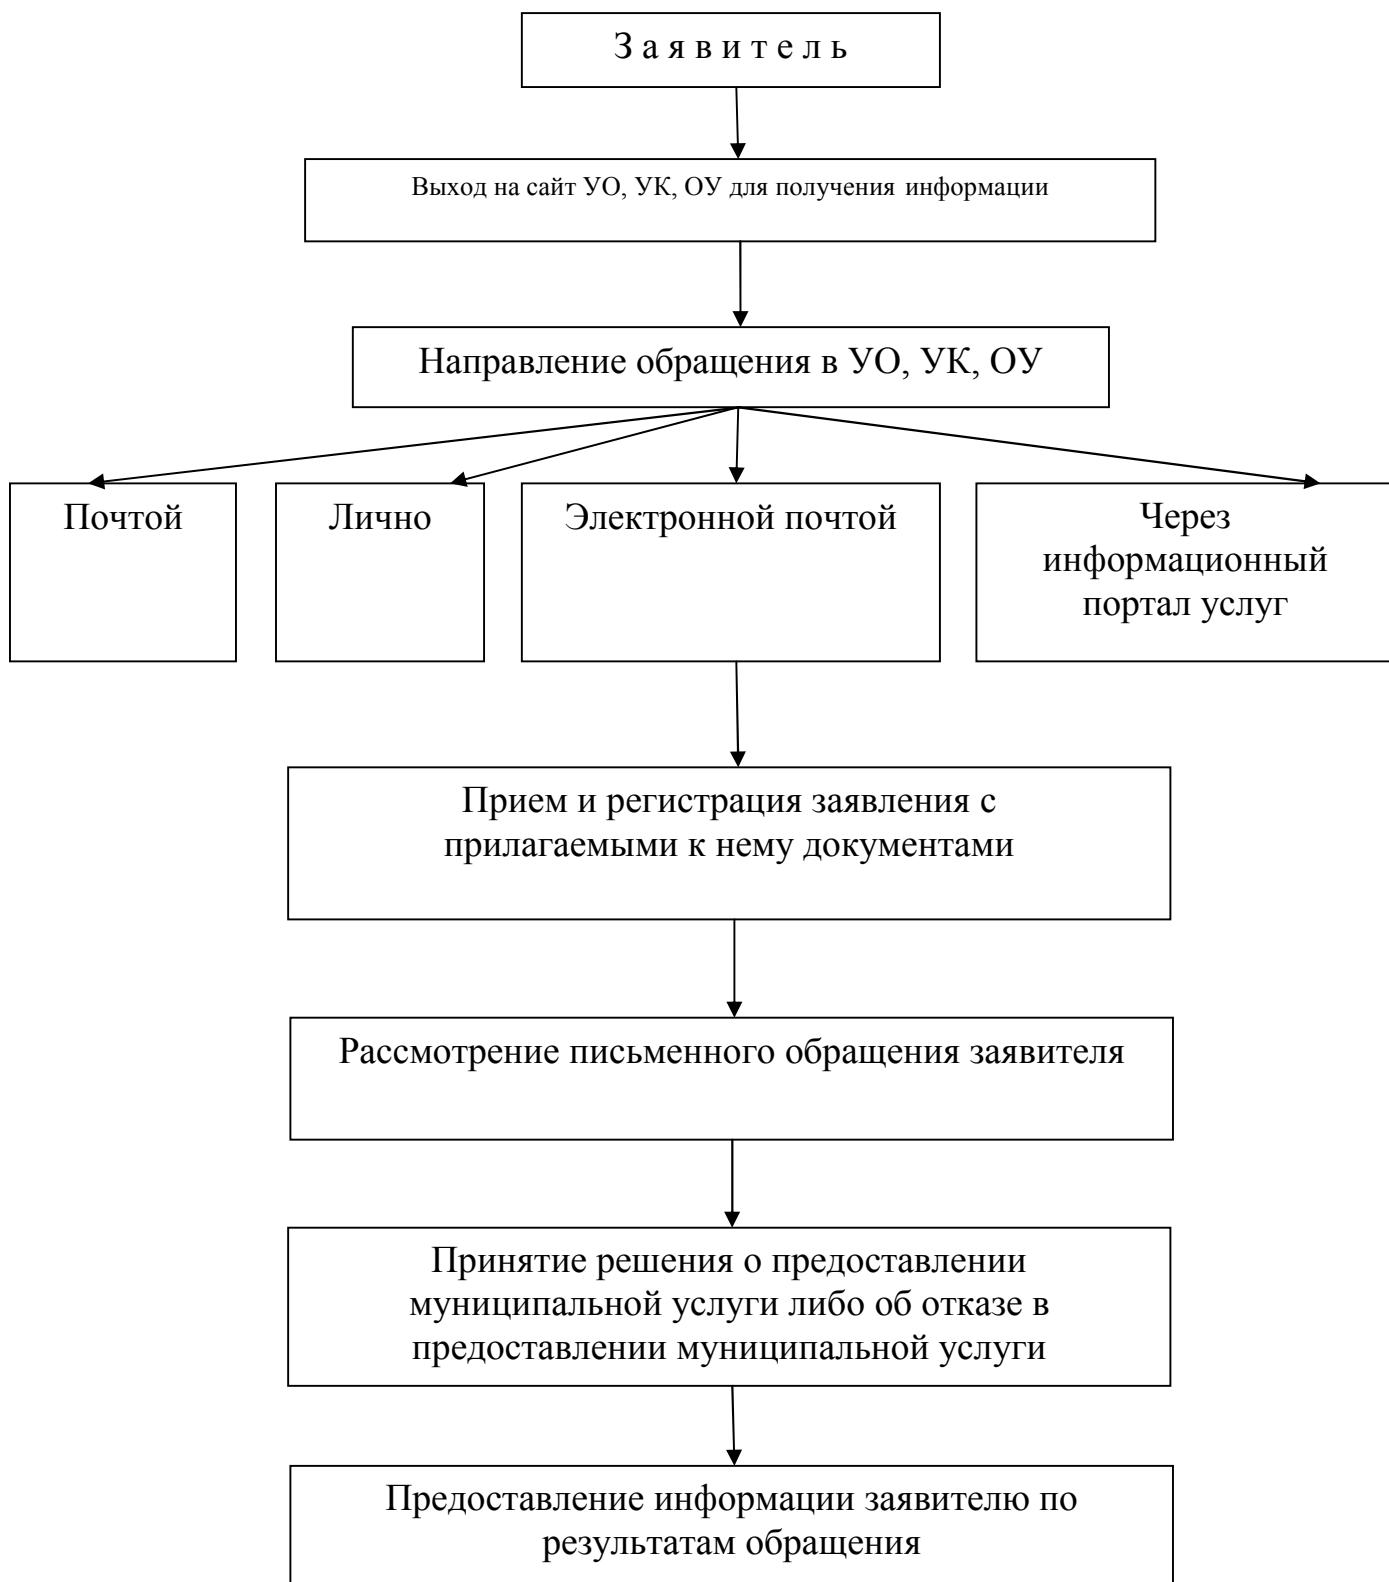 З а я в и т е л ь
Выход на сайт УО, УК, ОУ для получения информации
Направление обращения в УО, УК, ОУ
Почтой
Лично
Электронной почтой
Через
информационный
портал услуг
Прием и регистрация заявления с
прилагаемыми к нему документами
Рассмотрение письменного обращения заявителя
Принятие решения о предоставлении
муниципальной услуги либо об отказе в
предоставлении муниципальной услуги
Предоставление информации заявителю по
результатам обращения